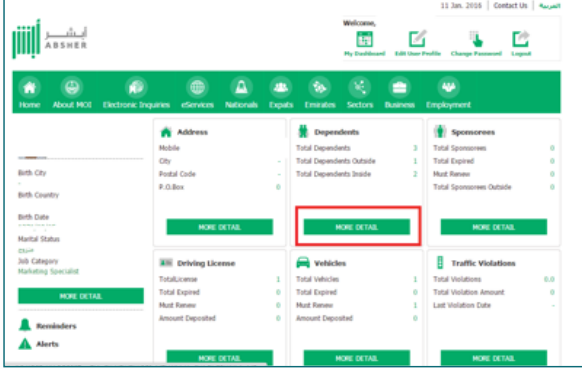 11 Jan. 2016 | Contact Us | العربية
أبشر
ABSHER
Welcome,
My Dashboard Edit User Profile Change Password Logout
Home About MOI Electronic Inquiries eServices Nationals Expats Emirates Sectors Business Employment
Birth City
-
Birth Country
Birth Date
Marital Status
Job Category
Marketing Specialist
MORE DETAIL
Reminders
Alerts
Address
Mobile
City -
Postal Code -
P.O.Box 0
MORE DETAIL
Dependents
Total Dependents 3
Total Dependents Outside 1
Total Dependents Inside 2
MORE DETAIL
Sponsorees
Total Sponsorees 0
Total Expired 0
Must Renew 0
Total Sponsorees Outside 0
MORE DETAIL
Driving License
TotalLicense 1
Total Expired 0
Must Renew 1
Amount Deposited 0
MORE DETAIL
Vehicles
Total Vehicles 1
Total Expired 0
Must Renew 1
Amount Deposited 0
MORE DETAIL
Traffic Violations
Total Violations 0.0
Total Violation Amount 0
Last Violation Date -
MORE DETAIL